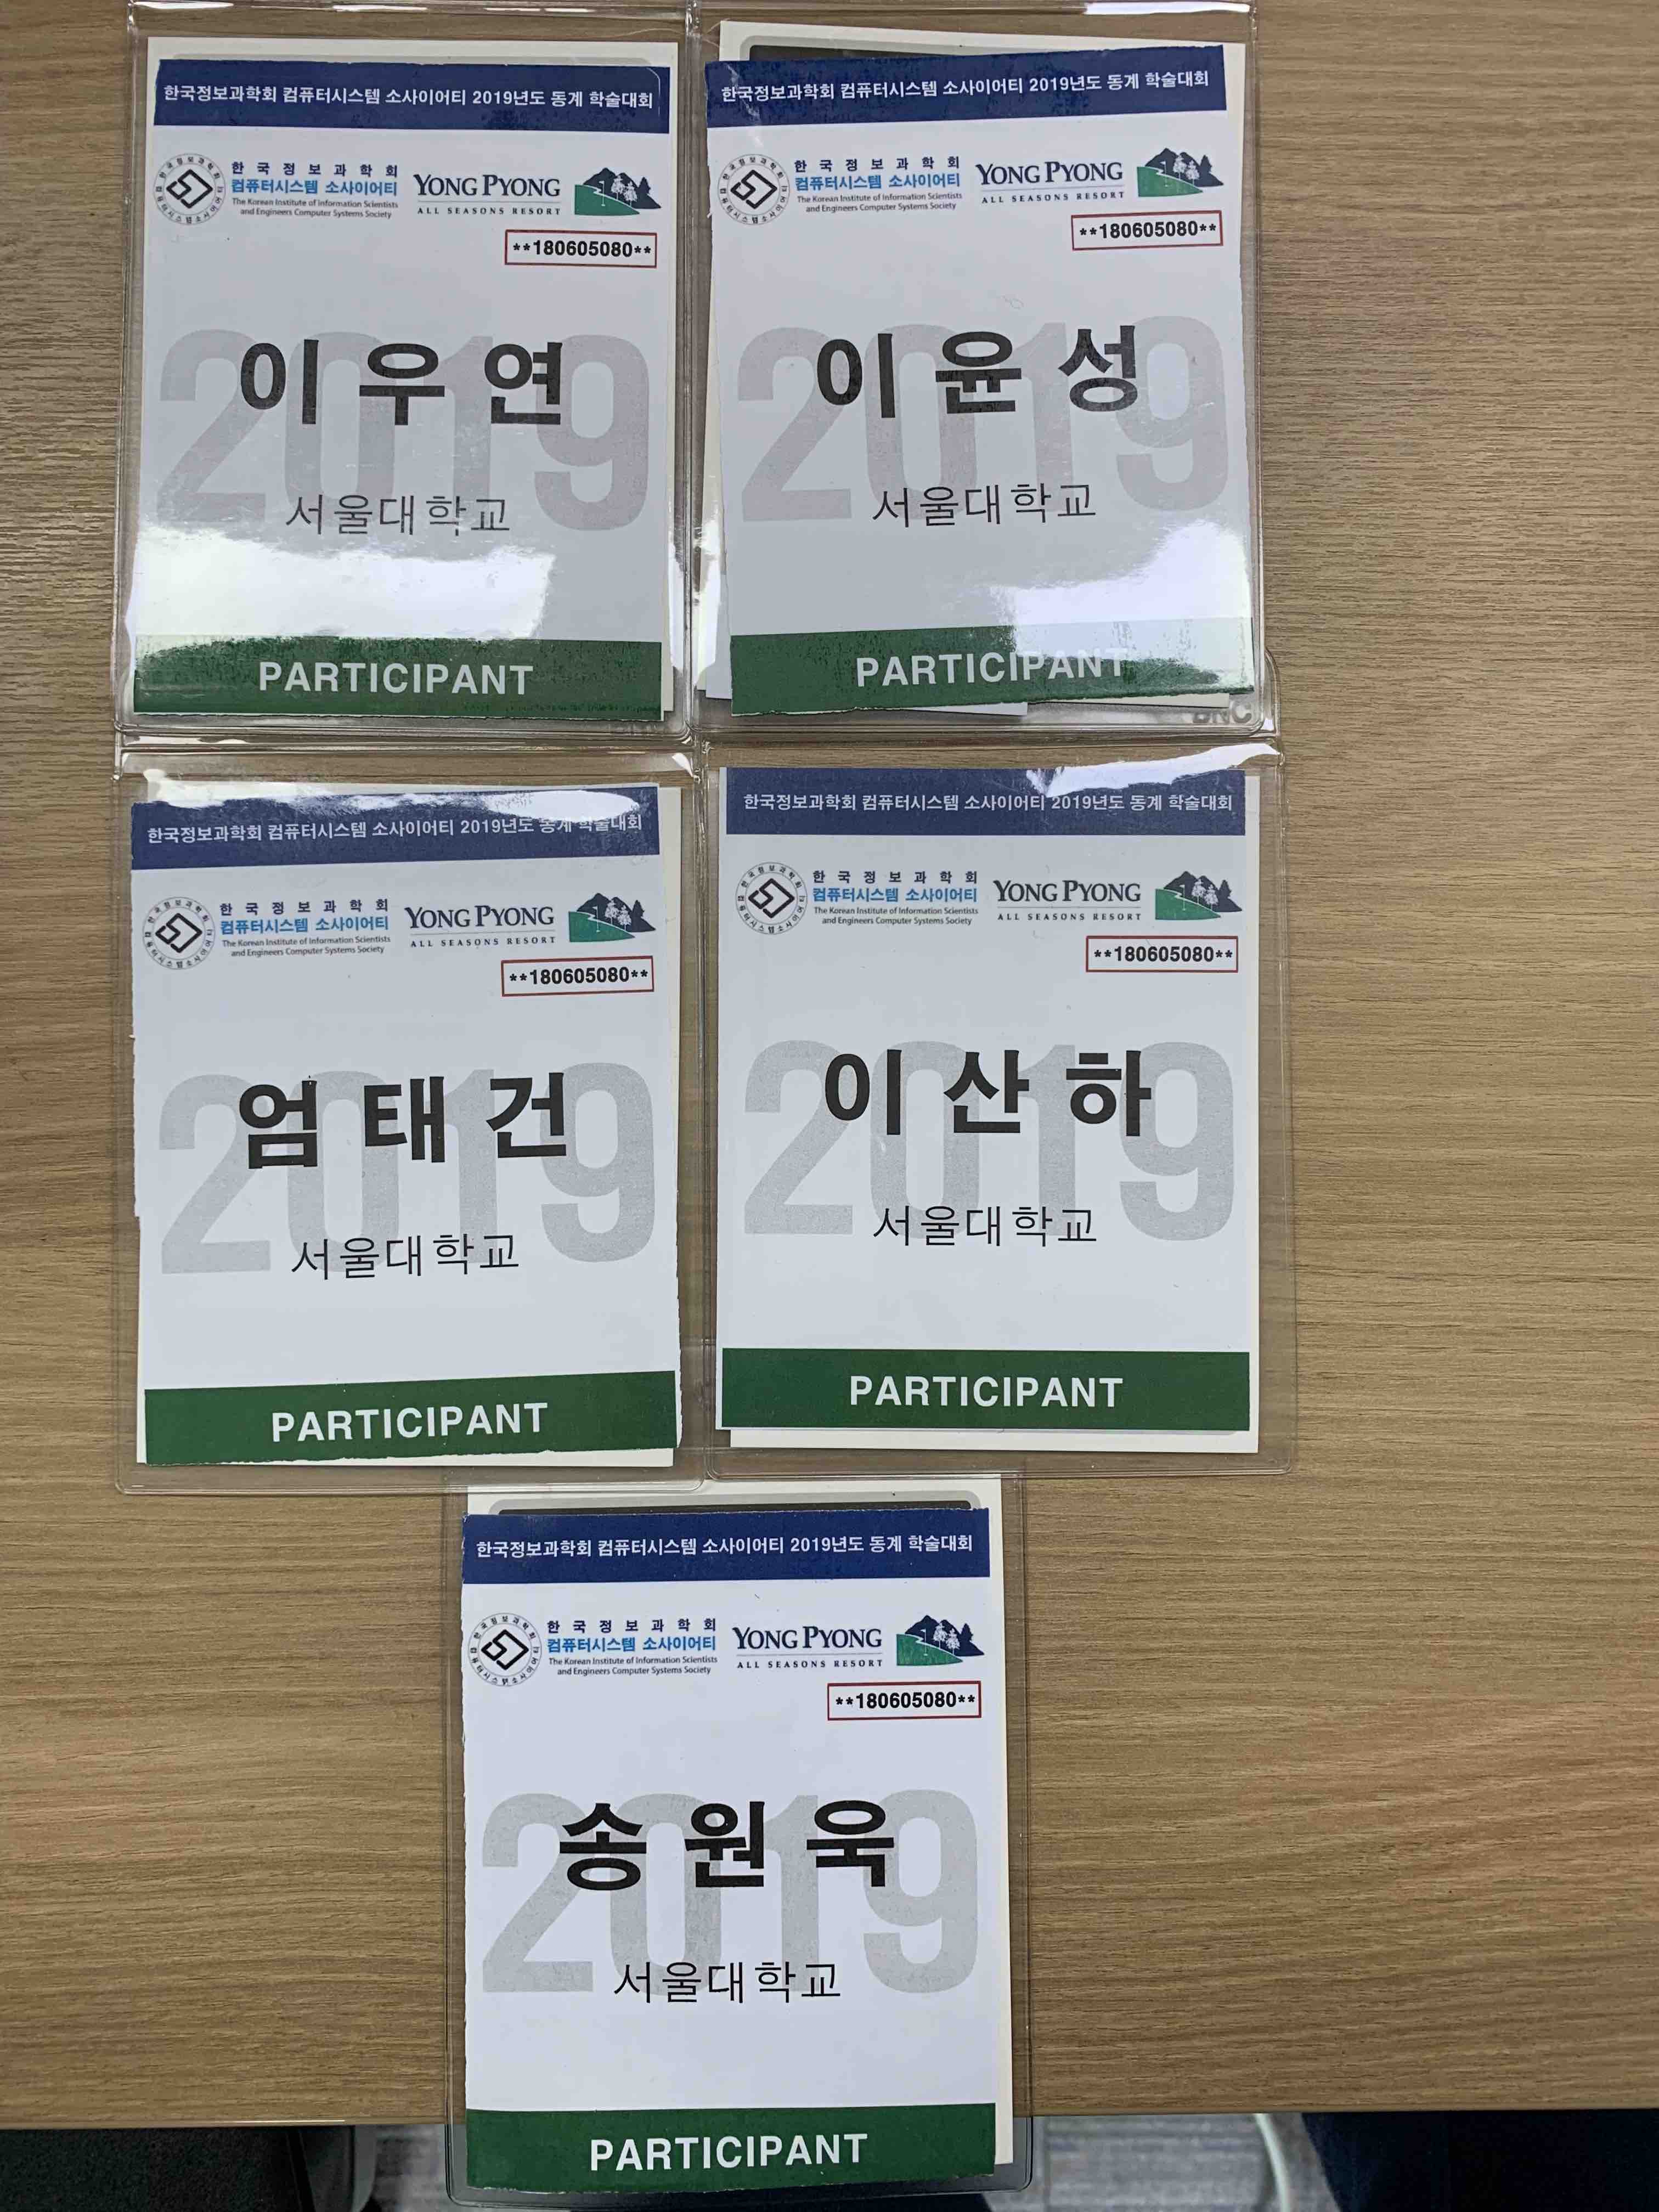 한국정보과학회 컴퓨터시스템 소사이어티 2019년도 동계 학술대회
한국정보과학회
컴퓨터시스템 소사이어티
The Korean Institute of Information Scientists
and Engineers Computer Systems Society
YONG PYONG
ALL SEASONS RESORT
**180605080**
2019
이우연
서울대학교
PARTICIPANT
한국정보과학회 컴퓨터시스템 소사이어티 2019년도 동계 학술대회
한국정보과학회
컴퓨터시스템 소사이어티
The Korean Institute of Information Scientists
and Engineers Computer Systems Society
YONG PYONG
ALL SEASONS RESORT
**180605080**
2019
이윤성
서울대학교
PARTICIPANT
BNC
한국정보과학회 컴퓨터시스템 소사이어티 2019년도 동계 학술대회
한국정보과학회
컴퓨터시스템 소사이어티
The Korean Institute of Information Scientists
and Engineers Computer Systems Society
YONG PYONG
ALL SEASONS RESORT
**180605080**
2019
엄태건
서울대학교
PARTICIPANT
한국정보과학회 컴퓨터시스템 소사이어티 2019년도 동계 학술대회
한국정보과학회
컴퓨터시스템 소사이어티
The Korean Institute of Information Scientists
and Engineers Computer Systems Society
YONG PYONG
ALL SEASONS RESORT
**180605080**
2019
이산하
서울대학교
PARTICIPANT
한국정보과학회 컴퓨터시스템 소사이어티 2019년도 동계 학술대회
한국정보과학회
컴퓨터시스템 소사이어티
The Korean Institute of Information Scientists
and Engineers Computer Systems Society
YONG PYONG
ALL SEASONS RESORT
**180605080**
2019
송원욱
서울대학교
PARTICIPANT